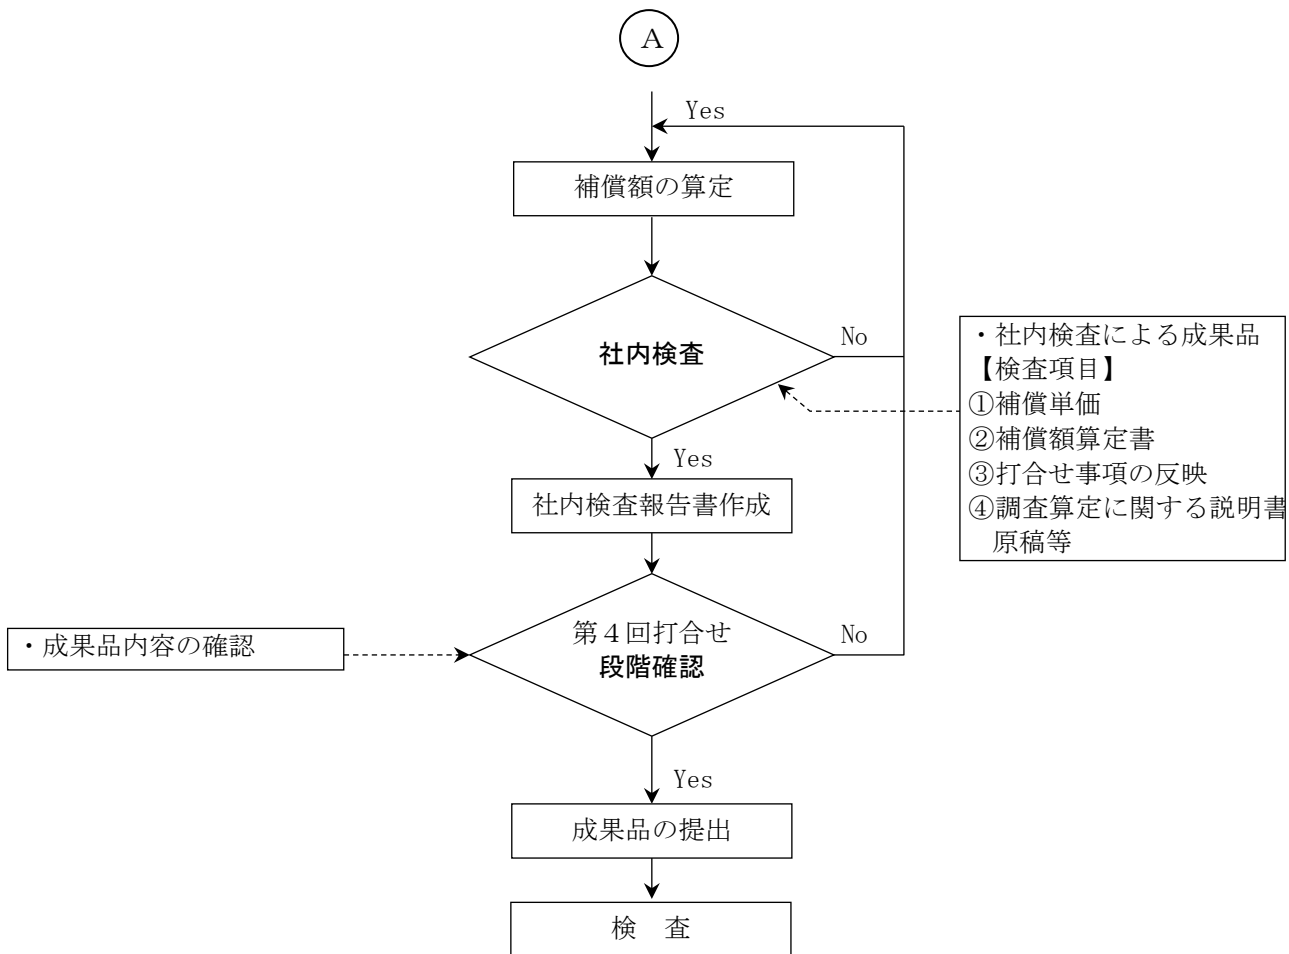 A
Yes
補償額の算定
社内検査
No
・社内検査による成果品
【検査項目】
①補償単価
②補償額算定書
③打合せ事項の反映
④調査算定に関する説明書
原稿等
Yes
社内検査報告書作成
・成果品内容の確認
第４回打合せ
段階確認
No
Yes
成果品の提出
検　査